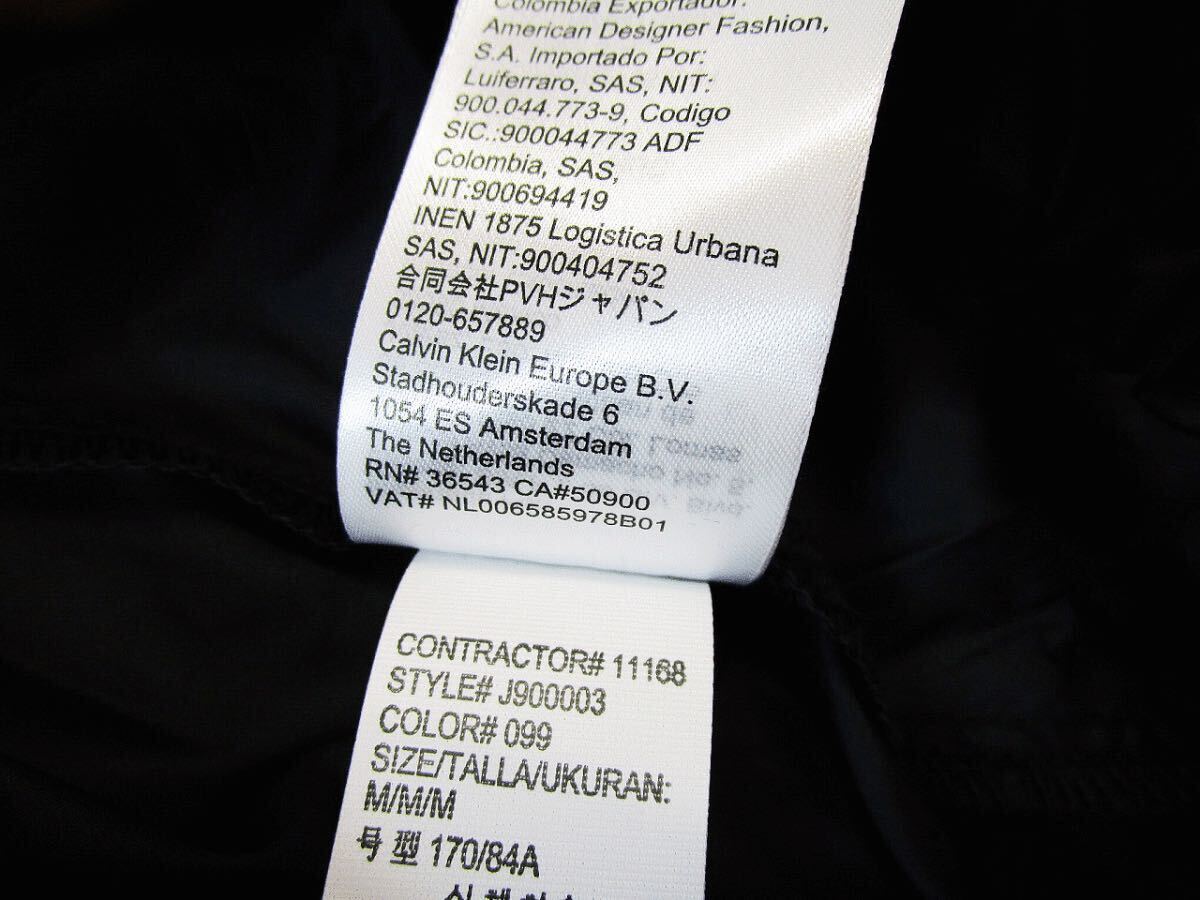 Colombia Exportador:
American Designer Fashion,
S.A. Importado Por:
Luiferraro, SAS, NIT:
900.044.773-9, Codigo
SIC.:900044773 ADF
Colombia, SAS,
NIT:900694419
INEN 1875 Logistica Urbana
SAS, NIT:900404752
合同会社PVHジャパン
0120-657889
Calvin Klein Europe B.V.
Stadhouderskade 6
1054 ES Amsterdam
The Netherlands
RN# 36543 CA#50900
VAT# NL006585978B01
CONTRACTOR# 11168
STYLE# J900003
COLOR# 099
SIZE/TALLA/UKURAN:
M/M/M
号型 170/84A